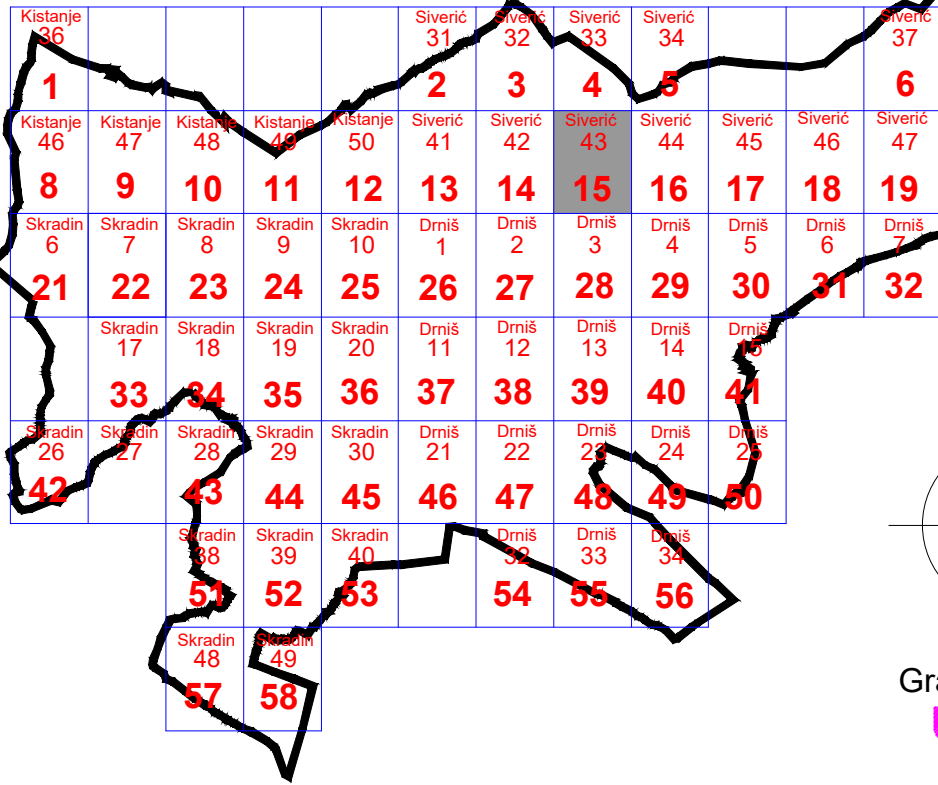 Kistanje Siverić Siverić Siverić Siverić Siverić
36 31 32 33 34 37
1 2 3 4 5 6
Kistanje Kistanje Kistanje Kistanje Kistanje Siverić Siverić Siverić Siverić Siverić Siverić Siverić
46 47 48 49 50 41 42 43 44 45 46 47
8 9 10 11 12 13 14 15 16 17 18 19
Skradin Skradin Skradin Skradin Skradin Drniš Drniš Drniš Drniš Drniš Drniš Drniš
6 7 8 9 10 1 2 3 4 5 6 7
21 22 23 24 25 26 27 28 29 30 31 32
Skradin Skradin Skradin Skradin Drniš Drniš Drniš Drniš Drniš
17 18 19 20 11 12 13 14 15
33 34 35 36 37 38 39 40 41
Skradin Skradin Skradin Skradin Skradin Drniš Drniš Drniš Drniš Drniš
26 27 28 29 30 21 22 23 24 25
42 43 44 45 46 47 48 49 50
Skradin Skradin Skradin Drniš Drniš Drniš
38 39 40 32 33 34
51 52 53 54 55 56
Skradin Skradin
48 49
57 58